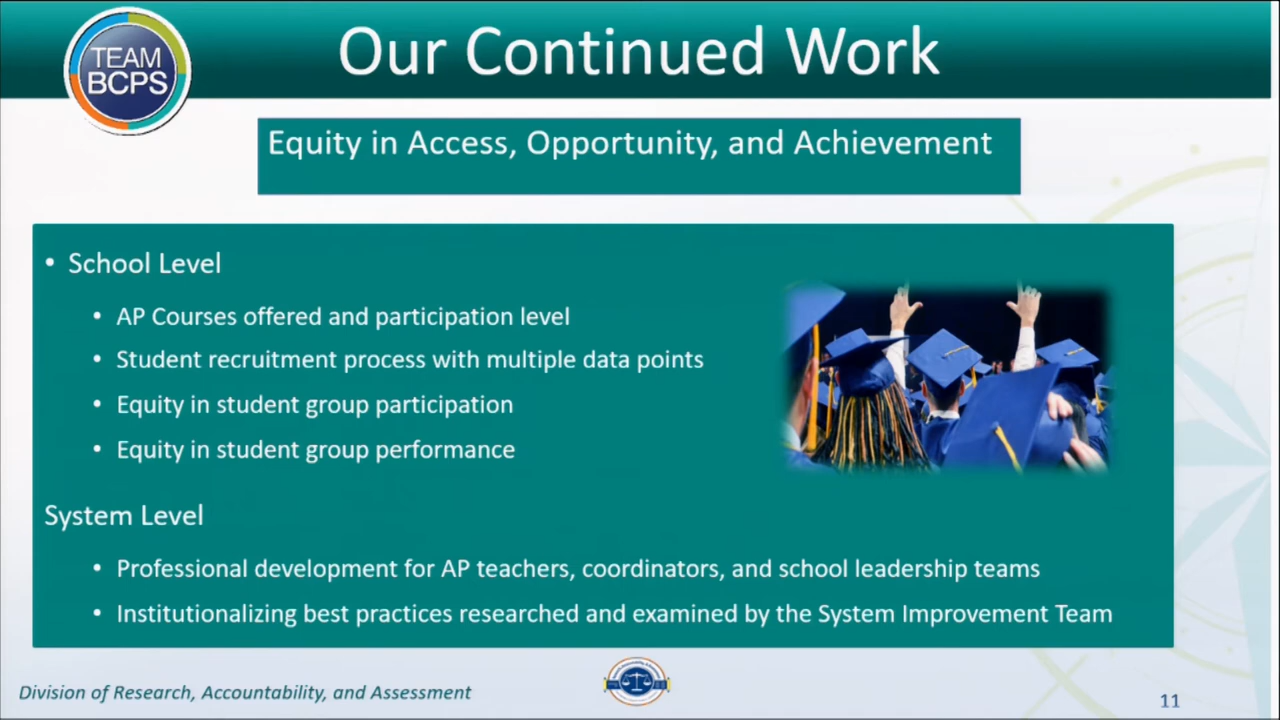 TEAM
BCPS
Our Continued Work
Equity in Access, Opportunity, and Achievement
• School Level
• AP Courses offered and participation level
• Student recruitment process with multiple data points
• Equity in student group participation
• Equity in student group performance
System Level
• Professional development for AP teachers, coordinators, and school leadership teams
• Institutionalizing best practices researched and examined by the System Improvement Team
Division of Research, Accountability, and Assessment
11